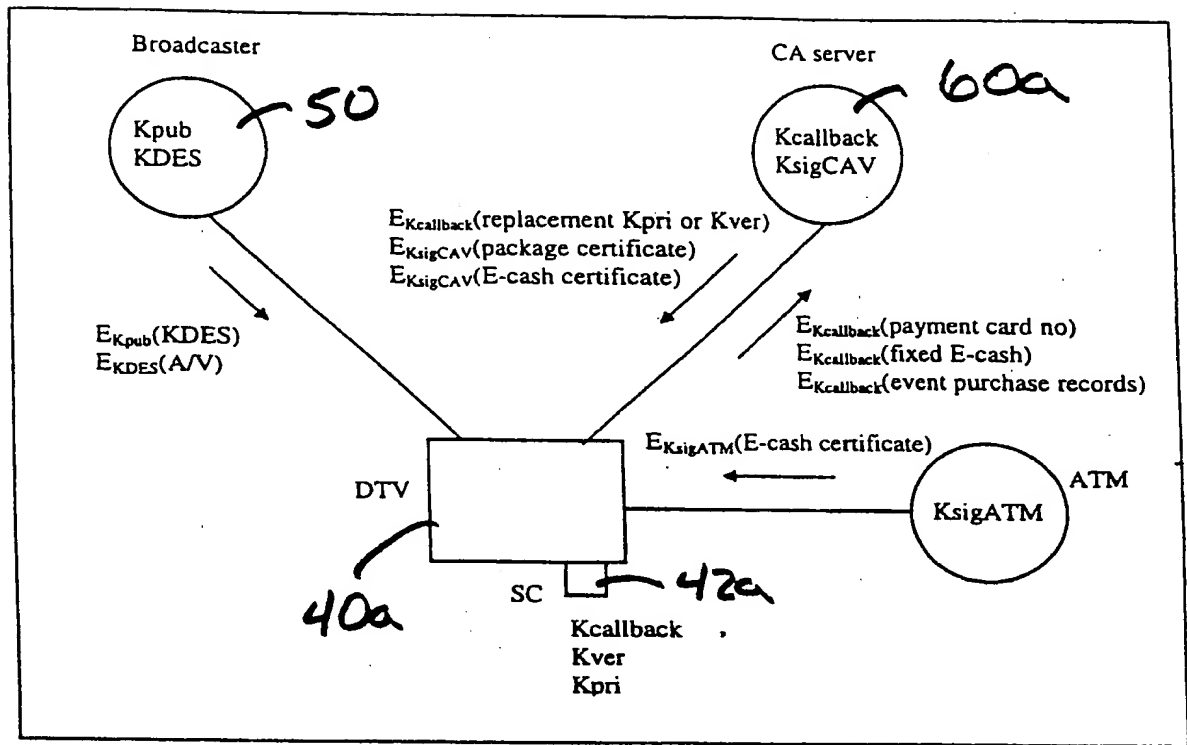 Broadcaster
CA server
50
60a
Kpub
KDES
Kcallback
KsigCAV
EKcallback(replacement Kpri or Kver)
EKsigCAV(package certificate)
EKsigCAV(E-cash certificate)
EKpub(KDES)
EKDES(A/V)
EKcallback(payment card no)
EKcallback(fixed E-cash)
EKcallback(event purchase records)
EKsigATM(E-cash certificate)
ATM
DTV
KsigATM
SC
42a
40a
Kcallback
Kver
Kpri